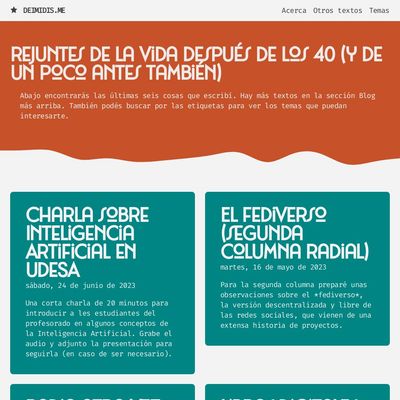 ★ DEIMIDIS.ME
Acerca Otros textos Temas
REJUNTES DE LA VIDA DESPUÉS DE LOS 40 (Y DE
UN POCO ANTES TAMBIÉN)
Abajo encontrarás las últimas seis cosas que escribí. Hay más textos en la sección Blog
más arriba. También podés buscar por las etiquetas para ver los temas que puedan
interesarte.
CHARLA SOBRE
INTELIGENCIA
ARTIFICIAL EN
UDESA
sábado, 24 de junio de 2023
Una corta charla de 20 minutos para
introducir a les estudiantes del
profesorado en algunos conceptos de
la Inteligencia Artificial. Grabe el
audio y adjunto la presentación para
seguirla (en caso de ser necesario).
EL FEDIVERSO
(SEGUNDA
COLUMNA RADIAL)
martes, 16 de mayo de 2023
Para la segunda columna preparé unas
observaciones sobre el *fediverso*,
la versión descentralizada y libre de
las redes sociales, que vienen de una
extensa historia de proyectos.